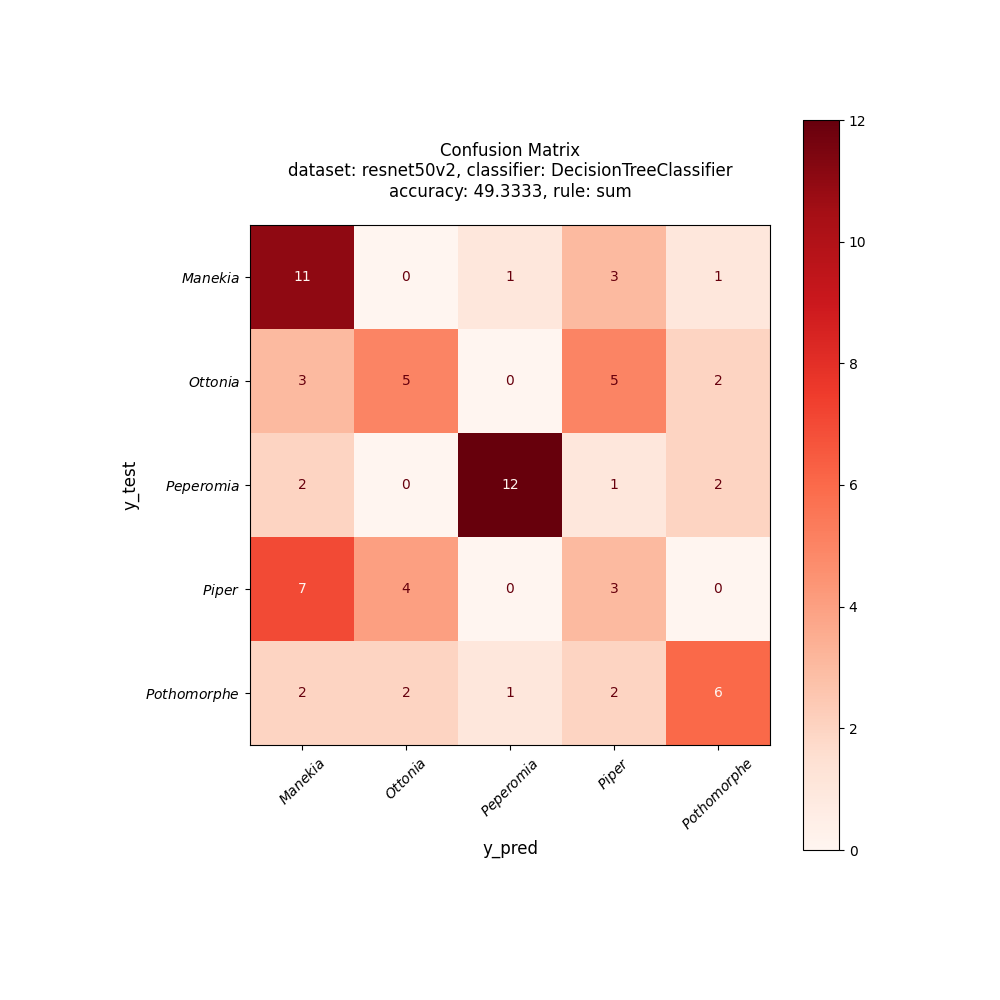 Confusion Matrix
dataset: resnet50v2, classifier: DecisionTreeClassifier
accuracy: 49.3333, rule: sum
12
10
8
6
4
2
0
Manekia 11 0 1 3 1
Ottonia 3 5 0 5 2
Peperomia 2 0 12 1 2
Piper 7 4 0 3 0
Pothomorphe 2 2 1 2 6
y_test
Manekia Ottonia Peperomia Piper Pothomorphe
y_pred